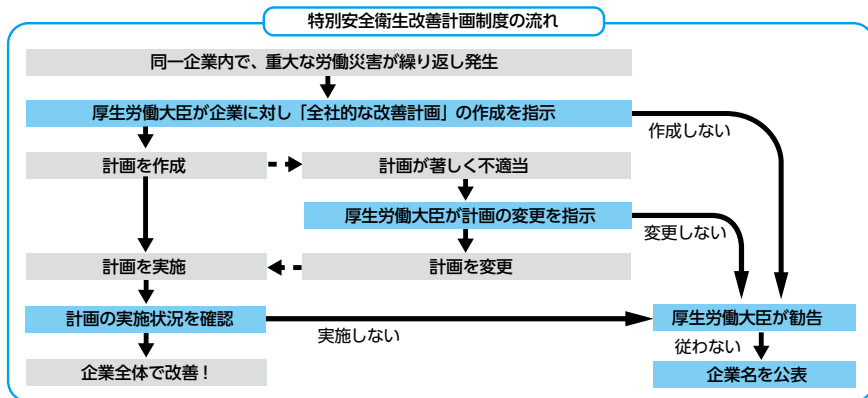 特別安全衛生改善計画制度の流れ
同一企業内で、重大な労働災害が繰り返し発生
厚生労働大臣が企業に対し「全社的な改善計画」の作成を指示
作成しない
計画を作成
計画が著しく不適当
厚生労働大臣が計画の変更を指示
変更しない
計画を実施
計画を変更
計画の実施状況を確認
実施しない
厚生労働大臣が勧告
従わない
企業全体で改善！
企業名を公表